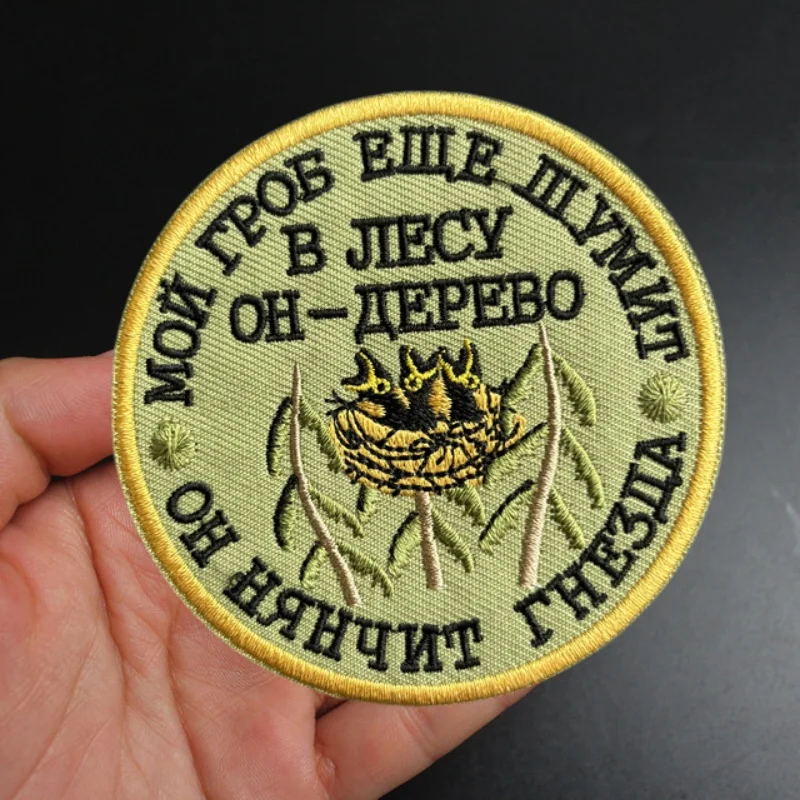 МОЙ ГРОБ ЕЩЕ ШУМИТ
В ЛЕСУ
ОН-ДЕРЕВО
ОН НЯНЧИТ ГНЕЗДА